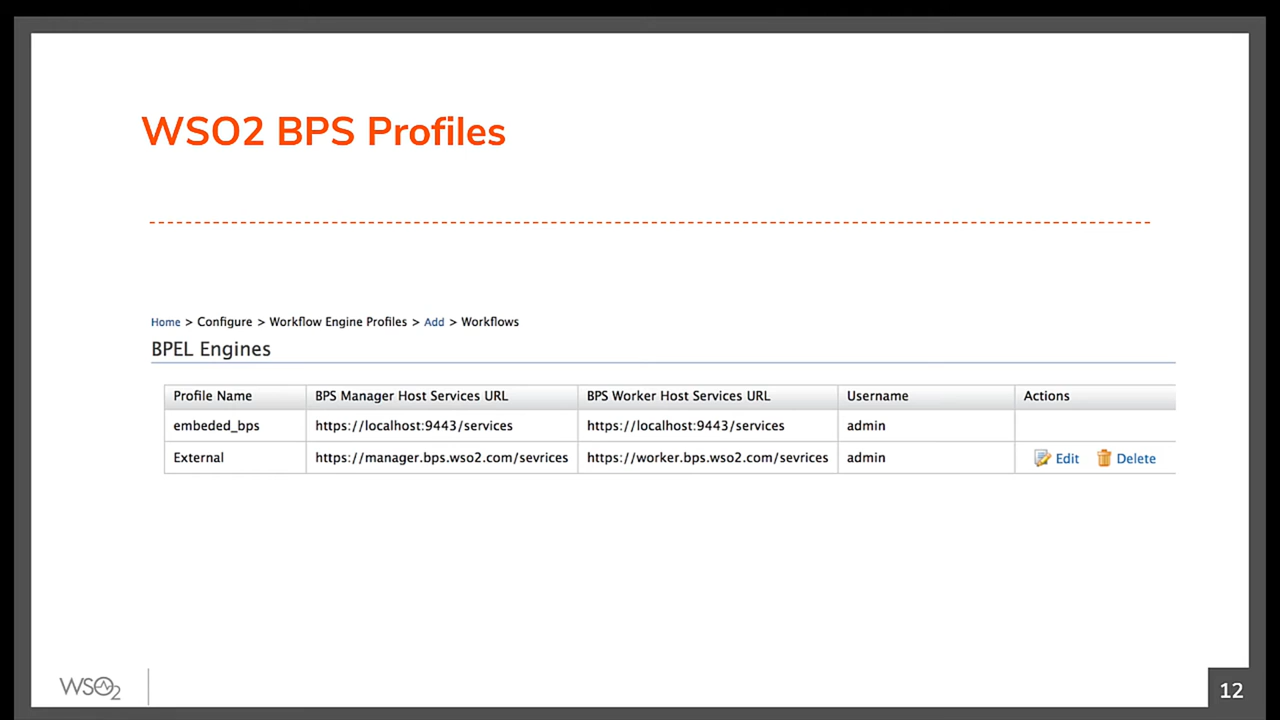 WSO2 BPS Profiles
Home > Configure > Workflow Engine Profiles > Add > Workflows
BPEL Engines
Profile Name BPS Manager Host Services URL BPS Worker Host Services URL Username Actions
embeded_bps https://localhost:9443/services https://localhost:9443/services admin
External https://manager.bps.wso2.com/sevrices https://worker.bps.wso2.com/sevrices admin Edit Delete
WSO2
12